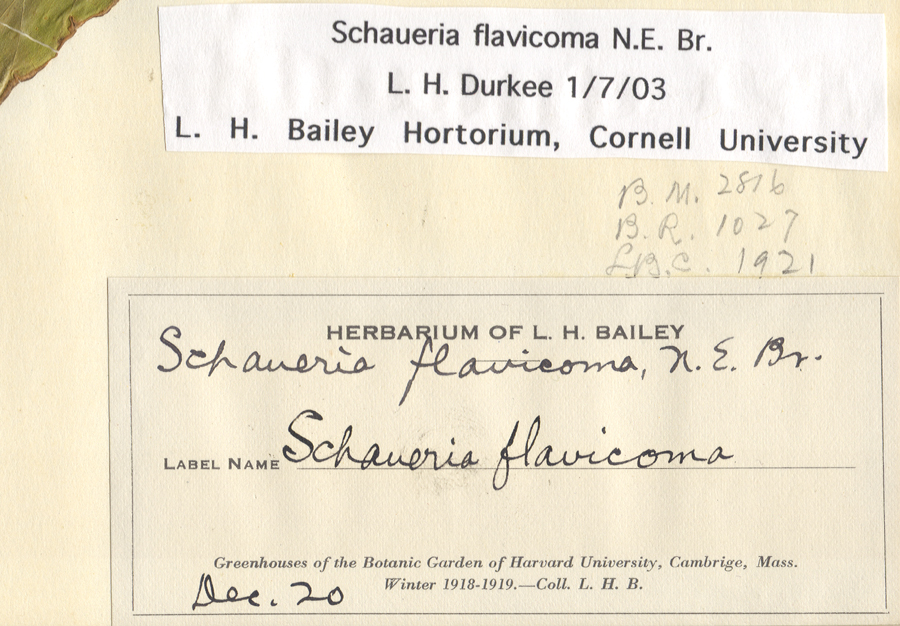 Schaueria flavicoma N.E. Br.
L. H. Durkee 1/7/03
L. H. Bailey Hortorium, Cornell University
B. M. 2816
B. R. 1027
L.B.C. 1921
HERBARIUM OF L. H. BAILEY
Schaueria flavicoma, N. E. Br.
LABEL NAME Schaueria flavicoma
Greenhouses of the Botanic Garden of Harvard University, Cambrige, Mass.
Winter 1918-1919.—Coll. L. H. B.
Dec. 20